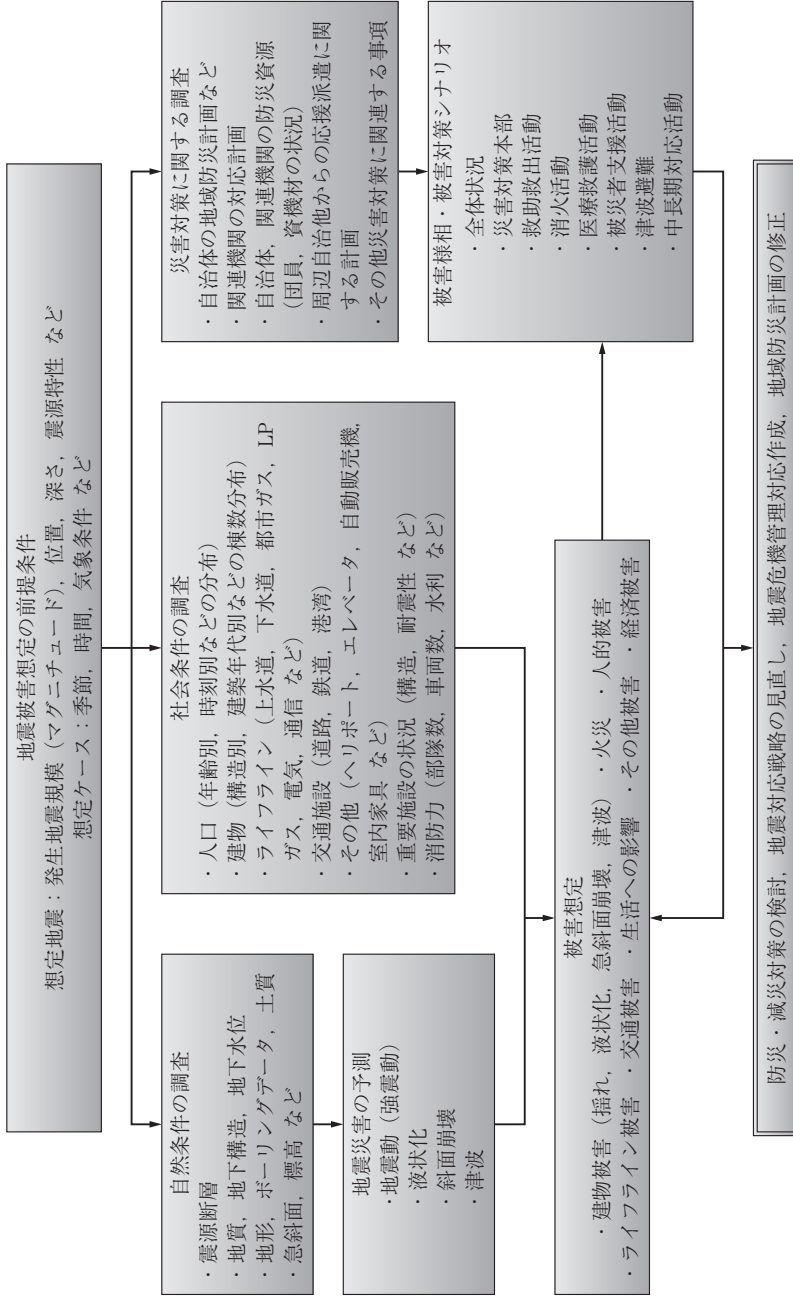 地震被害想定の前提条件
想定地震：発生地震規模（マグニチュード），位置，深さ，震源特性 など
想定ケース：季節，時間，気象条件 など
自然条件の調査
・震源断層
・地質，地下構造，地下水位
・地形，ボーリングデータ，土質
・急斜面，標高 など
地震災害の予測
・地震動（強震動）
・液状化
・斜面崩壊
・津波
社会条件の調査
・人口（年齢別，時刻別などの分布）
・建物（構造別，建築年代別などの棟数分布）
・ライフライン（上水道，下水道，都市ガス，LP
ガス，電気，通信 など）
・交通施設（道路，鉄道，港湾）
・その他（ヘリポート，エレベータ，自動販売機，
室内家具 など）
・重要施設の状況（構造，耐震性 など）
・消防力（部隊数，車両数，水利 など）
災害対策に関する調査
・自治体の地域防災計画など
・関連機関の対応計画
・自治体，関連機関の防災資源
（団員，資機材の状況）
・周辺自治他からの応援派遣に関
する計画
・その他災害対策に関連する事項
被害想定
・建物被害（揺れ，液状化，急斜面崩壊，津波） ・火災 ・人的被害
・ライフライン被害 ・交通被害 ・生活への影響 ・その他被害 ・経済被害
被害様相・被害対策シナリオ
・全体状況
・災害対策本部
・救助救出活動
・消火活動
・医療救護活動
・被災者支援活動
・津波避難
・中長期対応活動
防災・減災対策の検討，地震対応戦略の見直し，地震危機管理対応作成，地域防災計画の修正